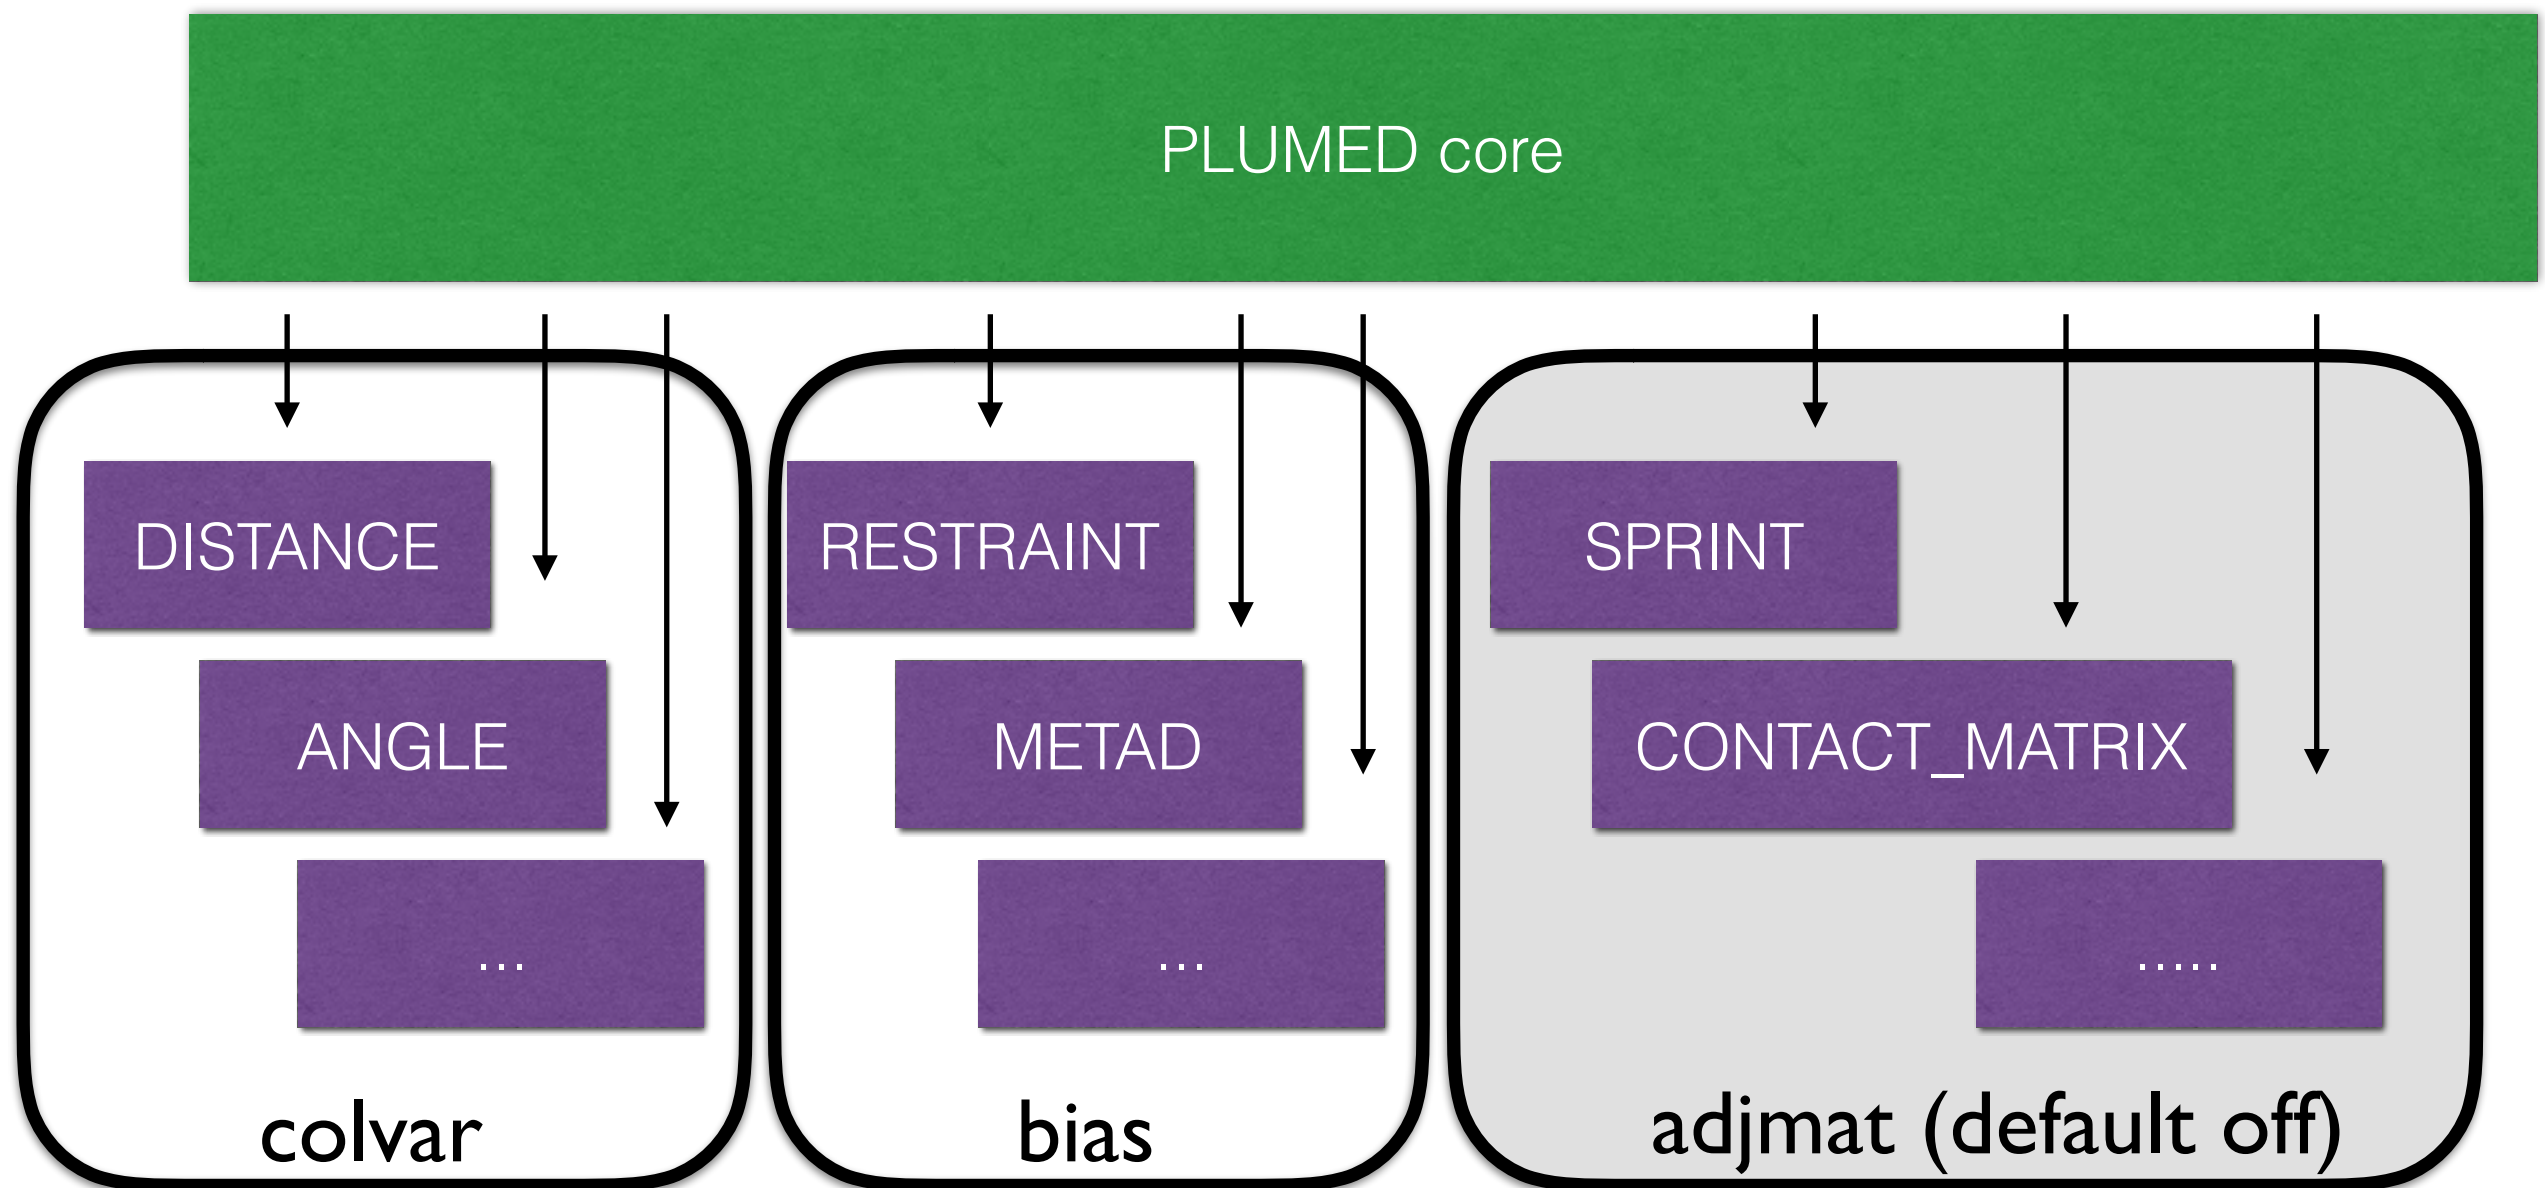 PLUMED core
DISTANCE
ANGLE
...
colvar
RESTRAINT
METAD
...
bias
SPRINT
CONTACT_MATRIX
.....
adjmat (default off)